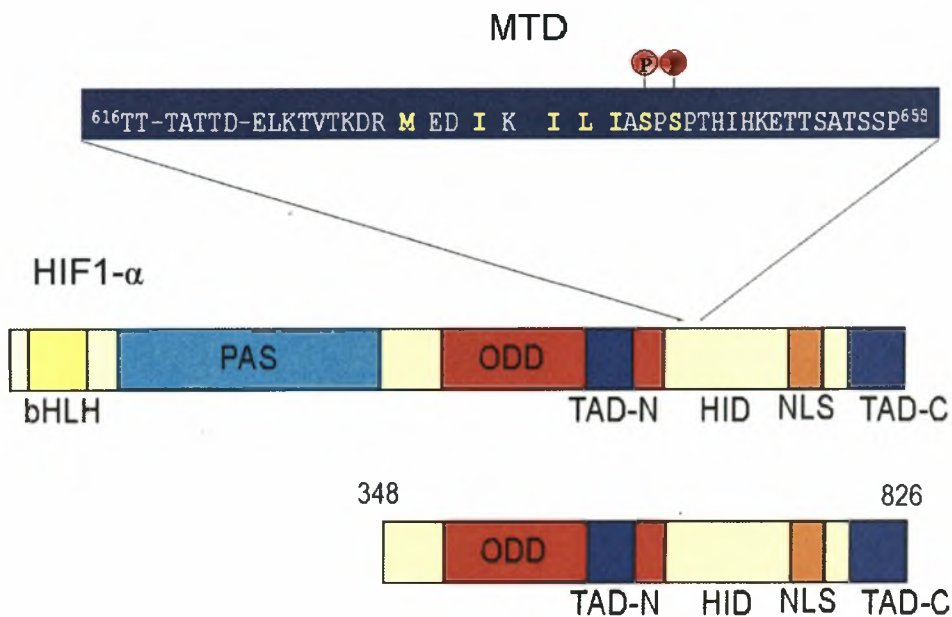 MTD
P
616TT-TATTD-ELKTVTKDR M EDI K I L IASPSPTHIHKETTSATSSP659
HIF1-α
PAS ODD
bHLH TAD-N HID NLS TAD-C
348 826
ODD
TAD-N HID NLS TAD-C